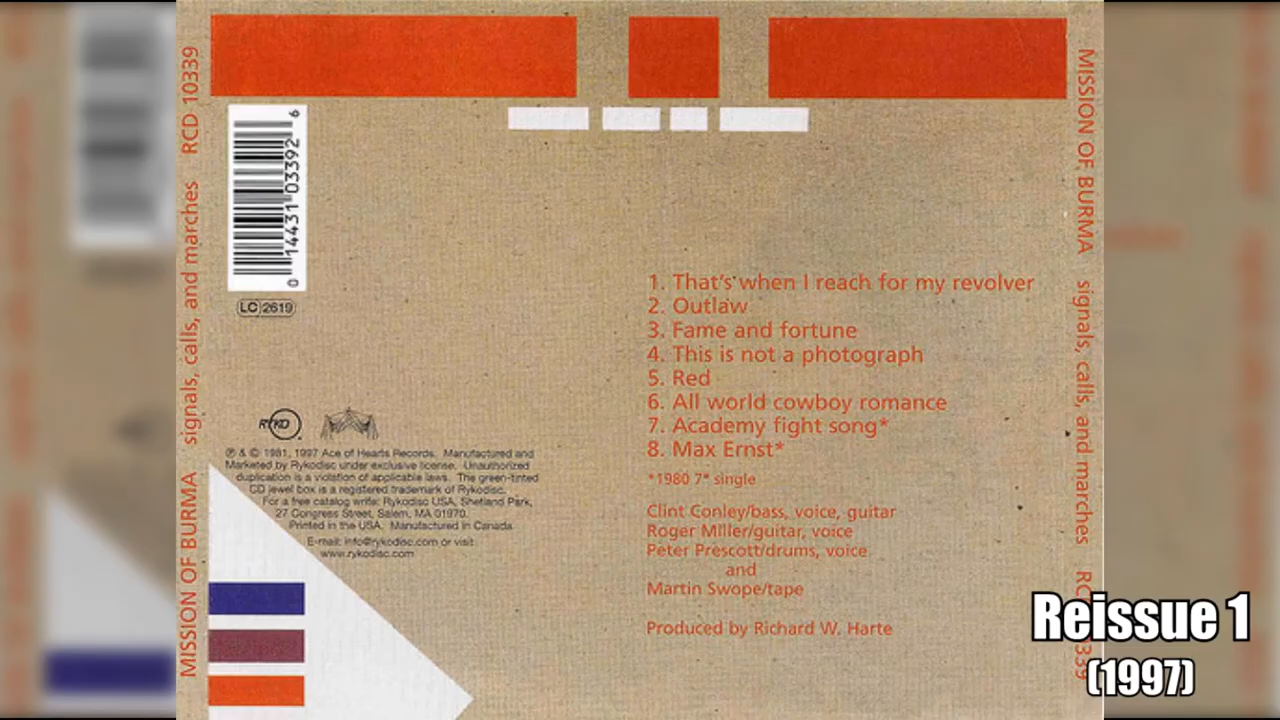 MISSION OF BURMA signals, calls, and marches RCD 10339
0 14431 03392 6
LC 2619
RYKO
℗ & © 1981, 1997 Ace of Hearts Records. Manufactured and
Marketed by Rykodisc under exclusive license. Unauthorized
duplication is a violation of applicable laws. The green-tinted
CD jewel box is a registered trademark of Rykodisc.
For a free catalog write: Rykodisc USA, Shetland Park,
27 Congress Street, Salem, MA 01970.
Printed in the USA. Manufactured in Canada.
E-mail: info@rykodisc.com or visit
www.rykodisc.com
1. That's when I reach for my revolver
2. Outlaw
3. Fame and fortune
4. This is not a photograph
5. Red
6. All world cowboy romance
7. Academy fight song*
8. Max Ernst*
*1980 7" single
Clint Conley/bass, voice, guitar
Roger Miller/guitar, voice
Peter Prescott/drums, voice
and
Martin Swope/tape
Produced by Richard W. Harte
MISSION OF BURMA signals, calls, and marches
Reissue 1
(1997)